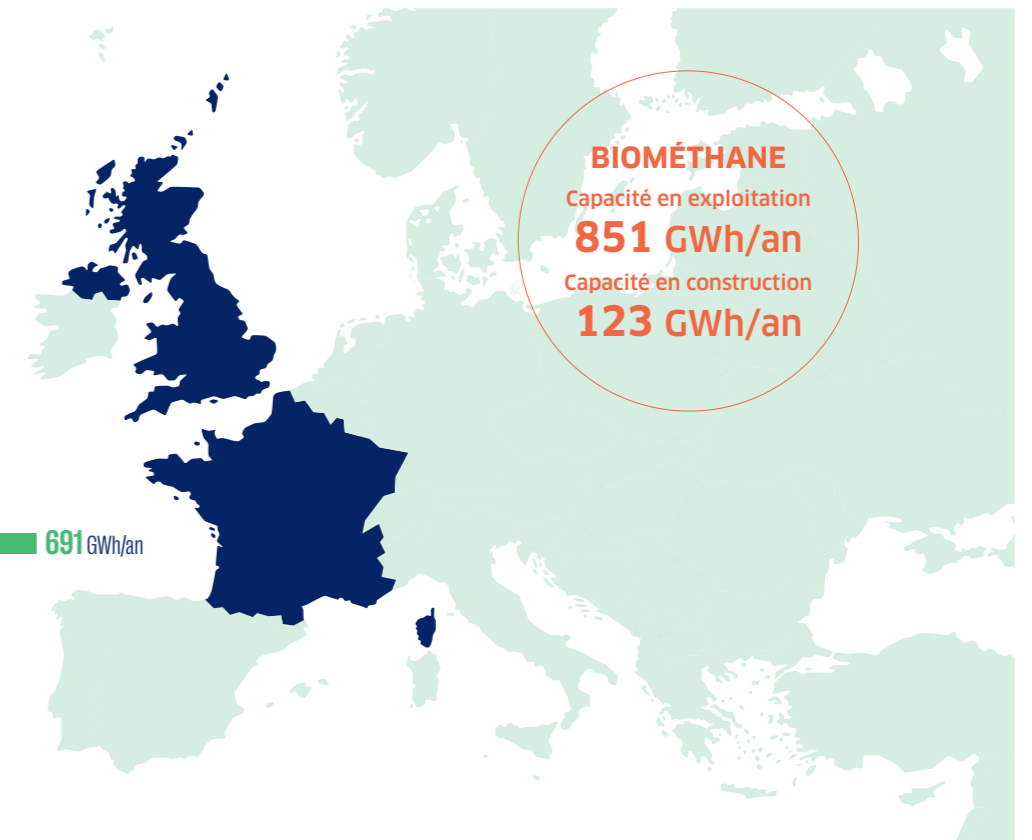 BIOMÉTHANE
Capacité en exploitation
851 GWh/an
Capacité en construction
123 GWh/an
691 GWh/an